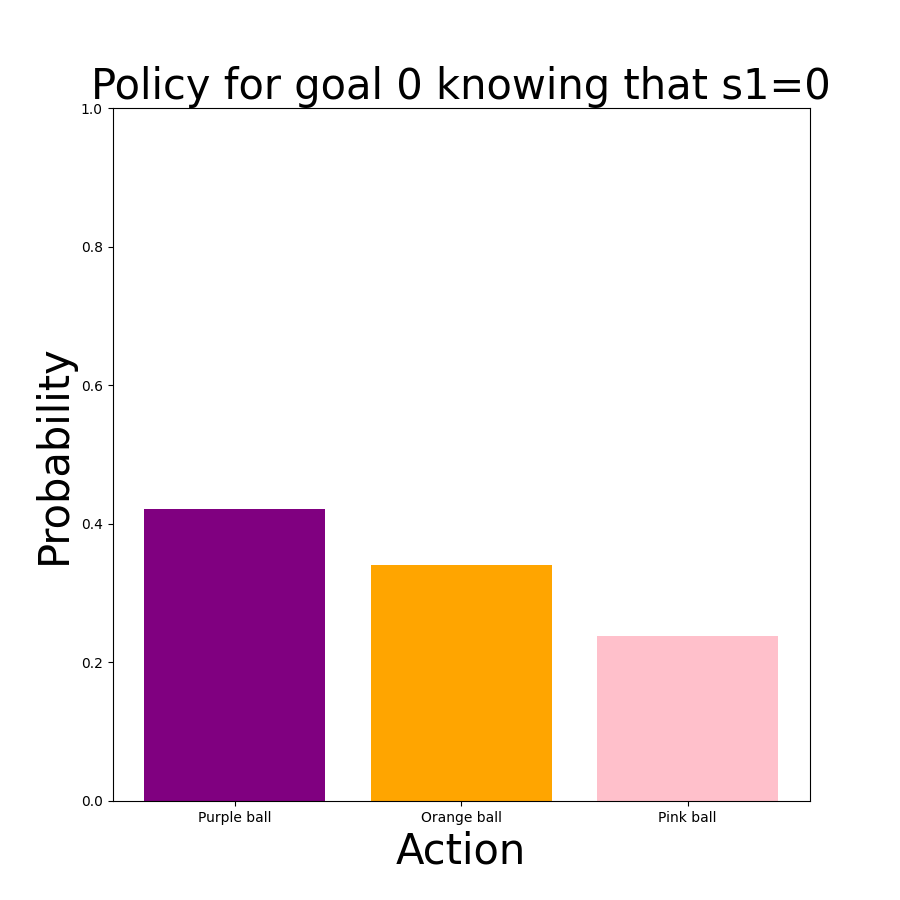 Policy for goal 0 knowing that s1=0
1.0
0.8
0.6
0.4
0.2
0.0
Probability
Purple ball
Orange ball
Pink ball
Action